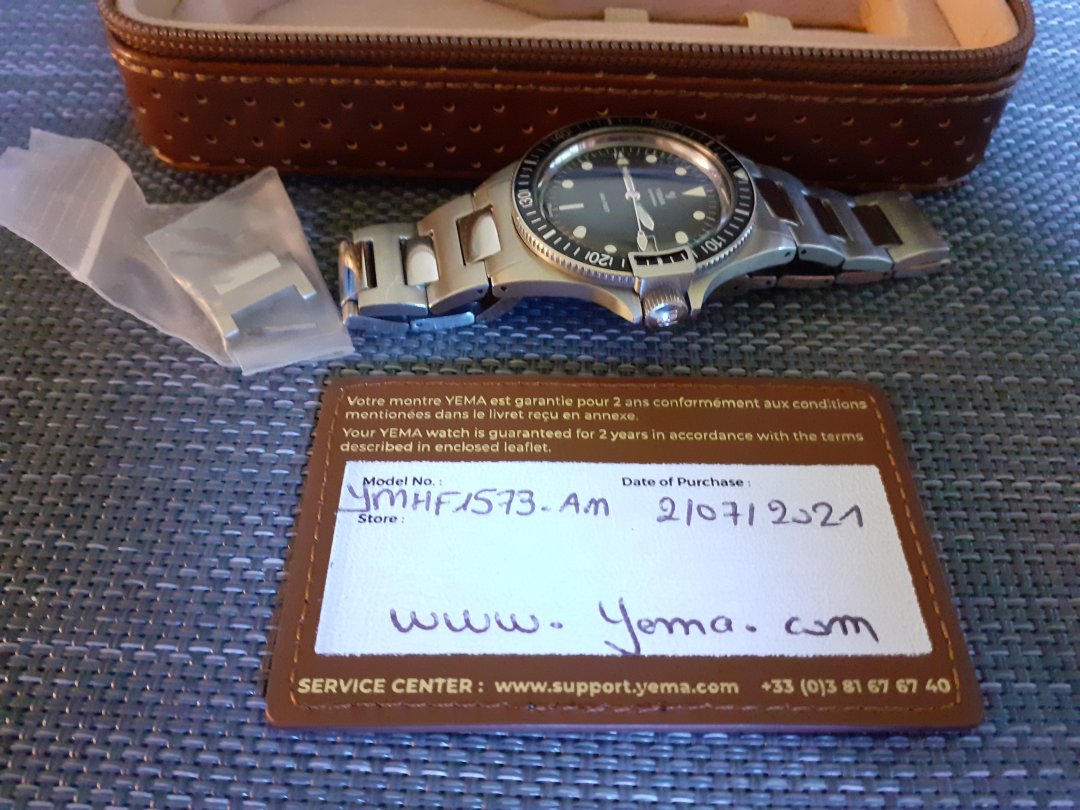 130
120
110
Votre montre YEMA est garantie pour 2 ans conformément aux conditions
mentionées dans le livret reçu en annexe.
Your YEMA watch is guaranteed for 2 years in accordance with the terms
described in enclosed leaflet.
Model No. :
YMHF1573.AM
Date of Purchase :
2/07/2021
Store :
www.yema.com
SERVICE CENTER : www.support.yema.com +33 (0)3 81 67 67 40